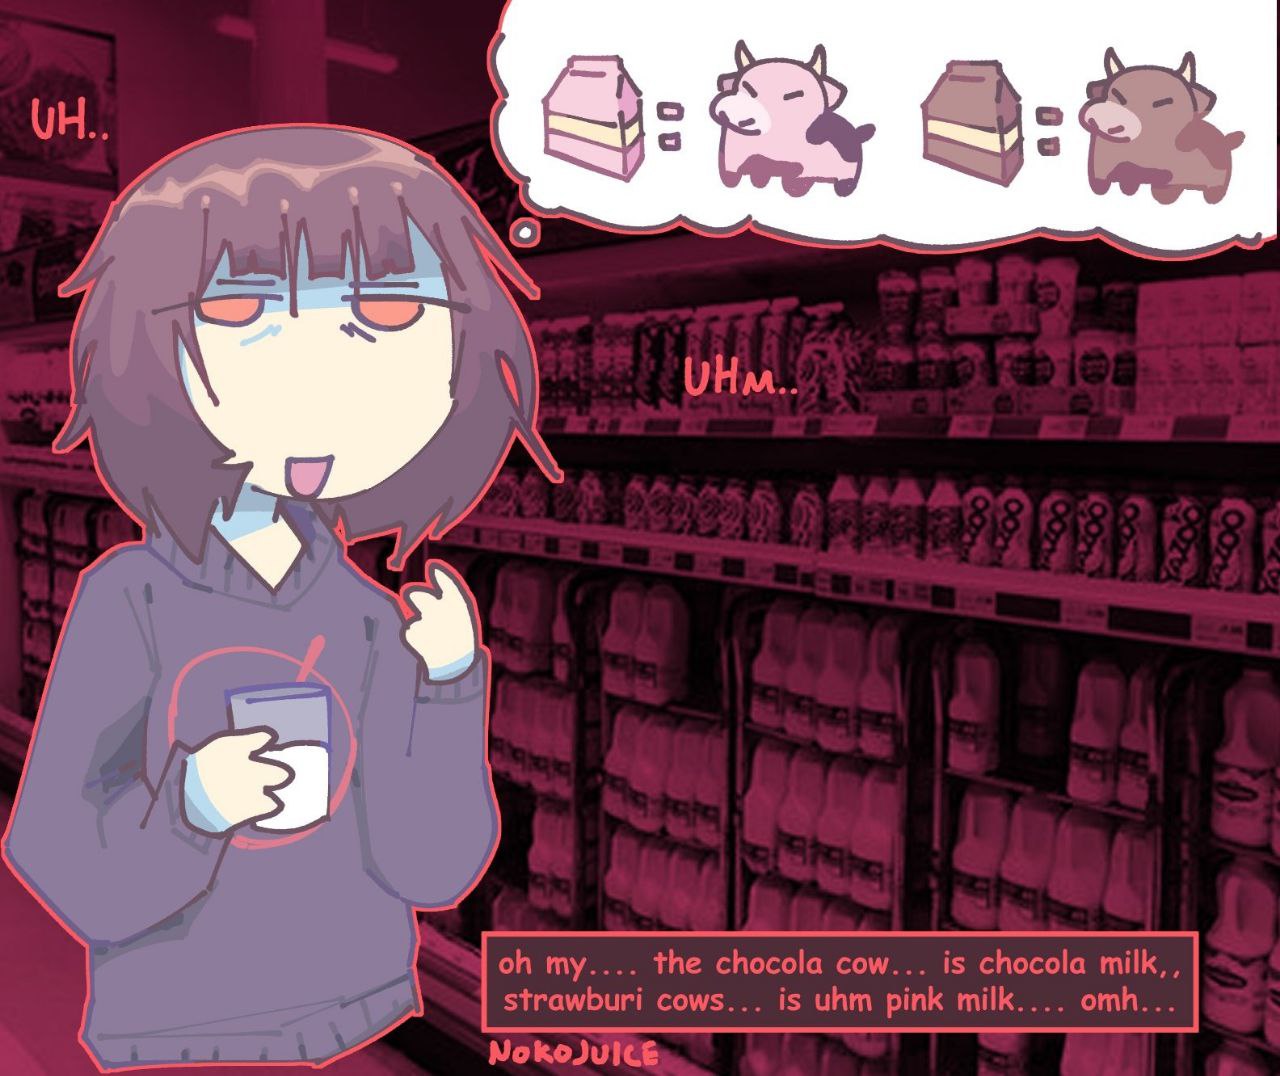 UH..
UHM..
oh my.... the chocola cow... is chocola milk,,
strawburi cows... is uhm pink milk.... omh...
NOKOJUICE